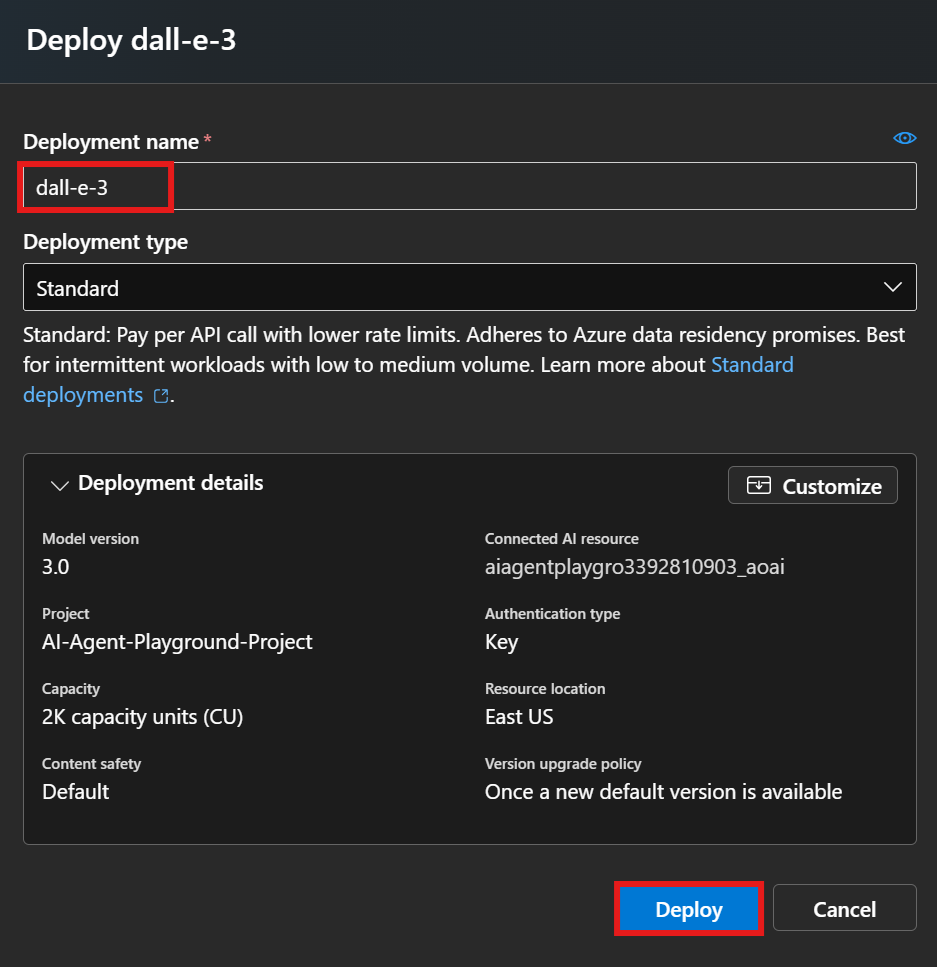 Deploy dall-e-3
Deployment name *
dall-e-3
Deployment type
Standard
Standard: Pay per API call with lower rate limits. Adheres to Azure data residency promises. Best
for intermittent workloads with low to medium volume. Learn more about Standard
deployments .
Deployment details
Customize
Model version
3.0
Connected AI resource
aiagentplaygro3392810903_aoai
Project
AI-Agent-Playground-Project
Authentication type
Key
Capacity
2K capacity units (CU)
Resource location
East US
Content safety
Default
Version upgrade policy
Once a new default version is available
Deploy
Cancel